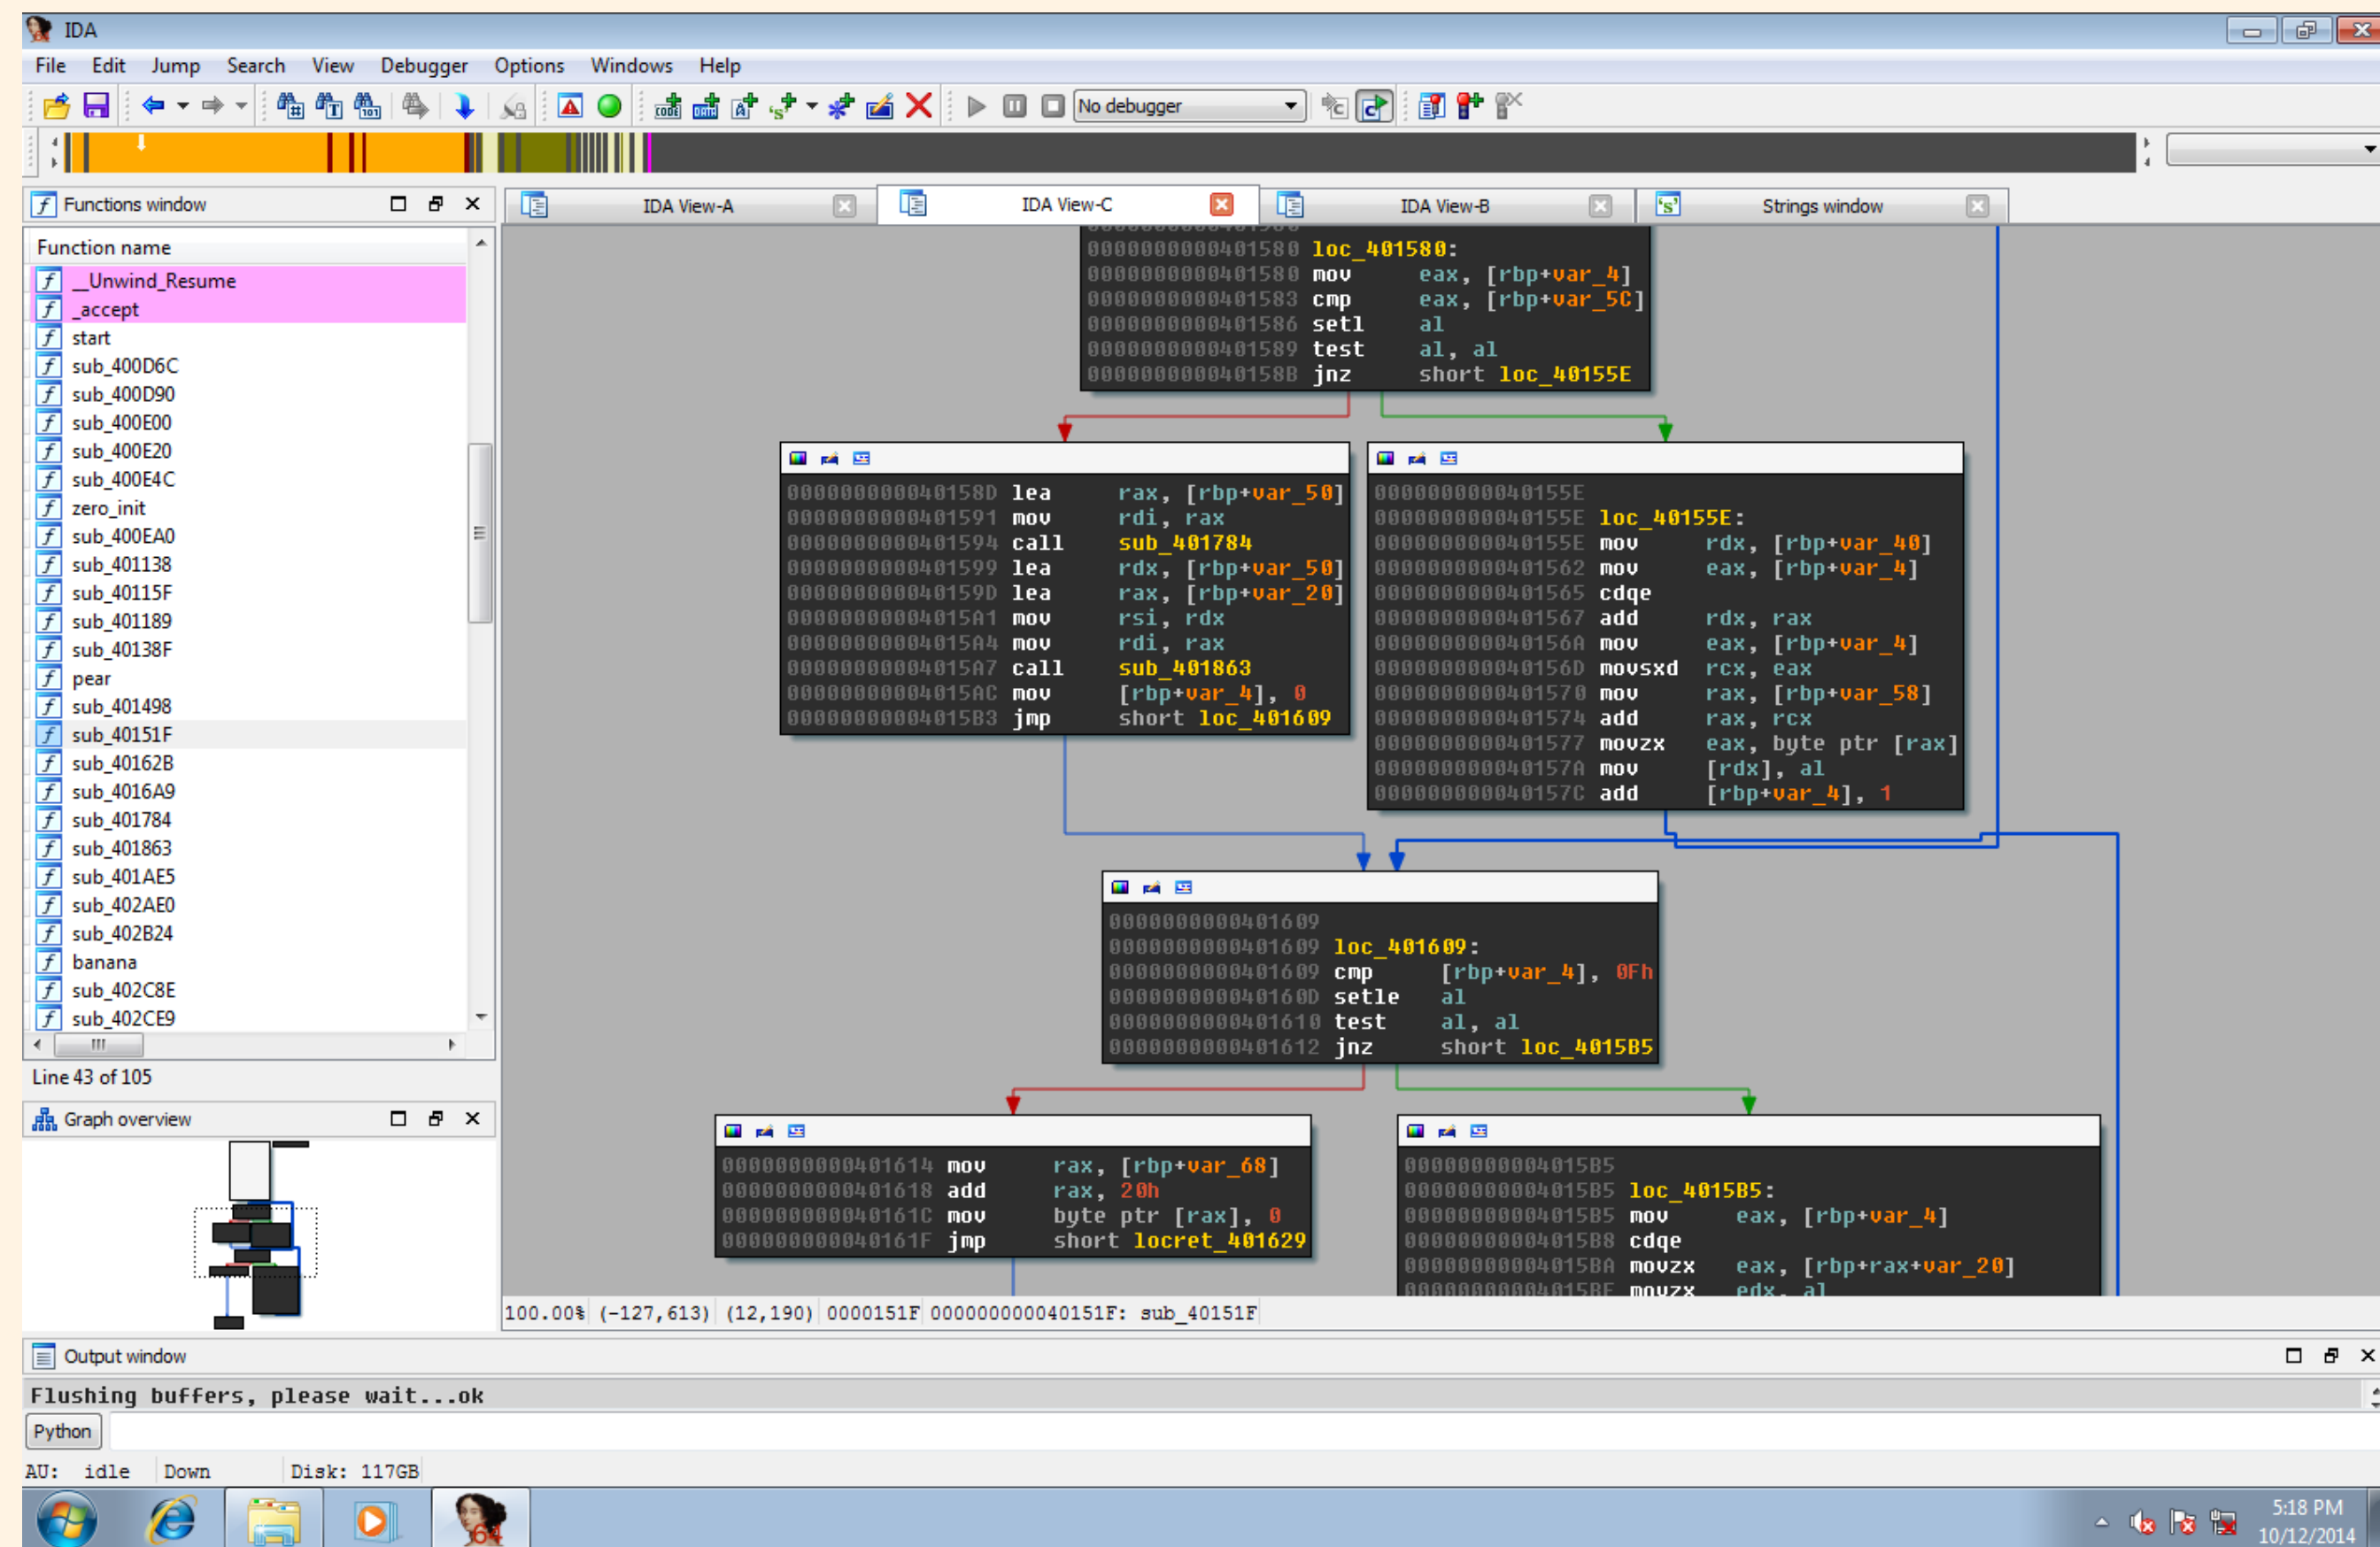 IDA
File Edit Jump Search View Debugger Options Windows Help
No debugger
Functions window
IDA View-A
IDA View-C
IDA View-B
Strings window
Function name
__Unwind_Resume
_accept
start
sub_400D6C
sub_400D90
sub_400E00
sub_400E20
sub_400E4C
zero_init
sub_400EA0
sub_401138
sub_40115F
sub_401189
sub_40138F
pear
sub_401498
sub_40151F
sub_40162B
sub_4016A9
sub_401784
sub_401863
sub_401AE5
sub_402AE0
sub_402B24
banana
sub_402C8E
sub_402CE9
Line 43 of 105
Graph overview
0000000000401580 loc_401580:
0000000000401580 mov eax, [rbp+var_4]
0000000000401583 cmp eax, [rbp+var_5C]
0000000000401586 setl al
0000000000401589 test al, al
000000000040158B jnz short loc_40155E
000000000040158D lea rax, [rbp+var_50]
0000000000401591 mov rdi, rax
0000000000401594 call sub_401784
0000000000401599 lea rdx, [rbp+var_50]
000000000040159D lea rax, [rbp+var_20]
00000000004015A1 mov rsi, rdx
00000000004015A4 mov rdi, rax
00000000004015A7 call sub_401863
00000000004015AC mov [rbp+var_4], 0
00000000004015B3 jmp short loc_401609
000000000040155E
000000000040155E loc_40155E:
000000000040155E mov rdx, [rbp+var_40]
0000000000401562 mov eax, [rbp+var_4]
0000000000401565 cdqe
0000000000401567 add rdx, rax
000000000040156A mov eax, [rbp+var_4]
000000000040156D movsxd rcx, eax
0000000000401570 mov rax, [rbp+var_58]
0000000000401574 add rax, rcx
0000000000401577 movzx eax, byte ptr [rax]
000000000040157A mov [rdx], al
000000000040157C add [rbp+var_4], 1
0000000000401609
0000000000401609 loc_401609:
0000000000401609 cmp [rbp+var_4], 0Fh
000000000040160D setle al
0000000000401610 test al, al
0000000000401612 jnz short loc_4015B5
0000000000401614 mov rax, [rbp+var_68]
0000000000401618 add rax, 20h
000000000040161C mov byte ptr [rax], 0
000000000040161F jmp short locret_401629
00000000004015B5
00000000004015B5 loc_4015B5:
00000000004015B5 mov eax, [rbp+var_4]
00000000004015B8 cdqe
00000000004015BA movzx eax, [rbp+rax+var_20]
00000000004015BF movzx edx, al
100.00% (-127,613) (12,190) 0000151F 000000000040151F: sub_40151F
Output window
Flushing buffers, please wait...ok
Python
AU: idle Down Disk: 117GB
64
5:18 PM
10/12/2014